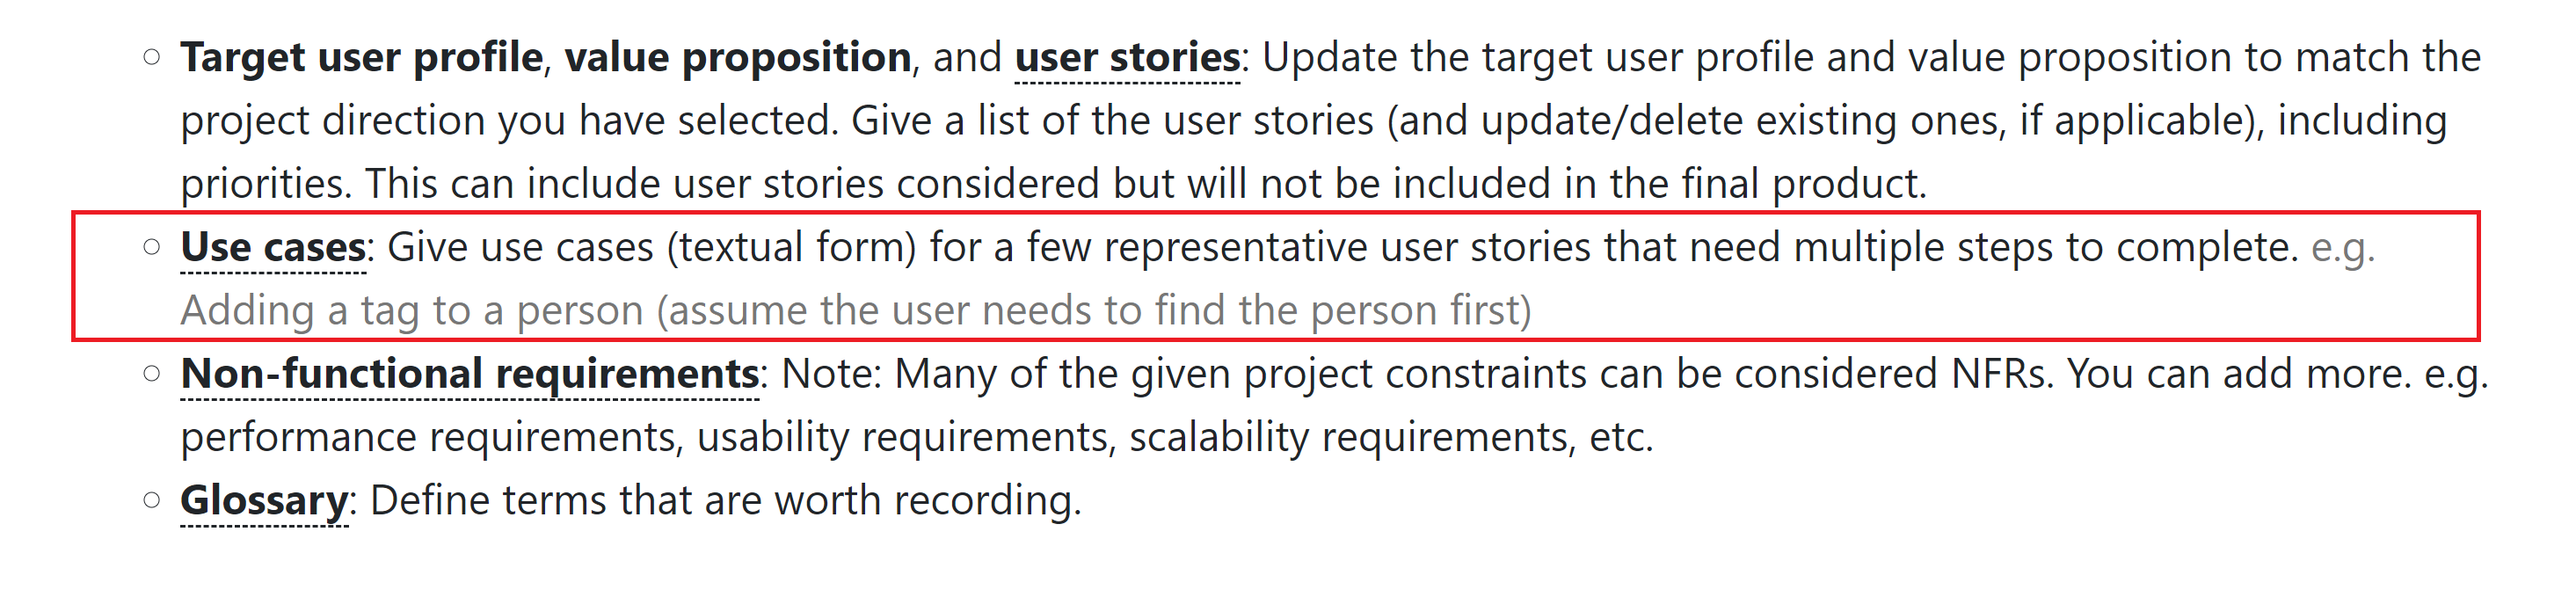 Target user profile, value proposition, and user stories: Update the target user profile and value proposition to match the
project direction you have selected. Give a list of the user stories (and update/delete existing ones, if applicable), including
priorities. This can include user stories considered but will not be included in the final product.
Use cases: Give use cases (textual form) for a few representative user stories that need multiple steps to complete. e.g.
Adding a tag to a person (assume the user needs to find the person first)
Non-functional requirements: Note: Many of the given project constraints can be considered NFRs. You can add more. e.g.
performance requirements, usability requirements, scalability requirements, etc.
Glossary: Define terms that are worth recording.